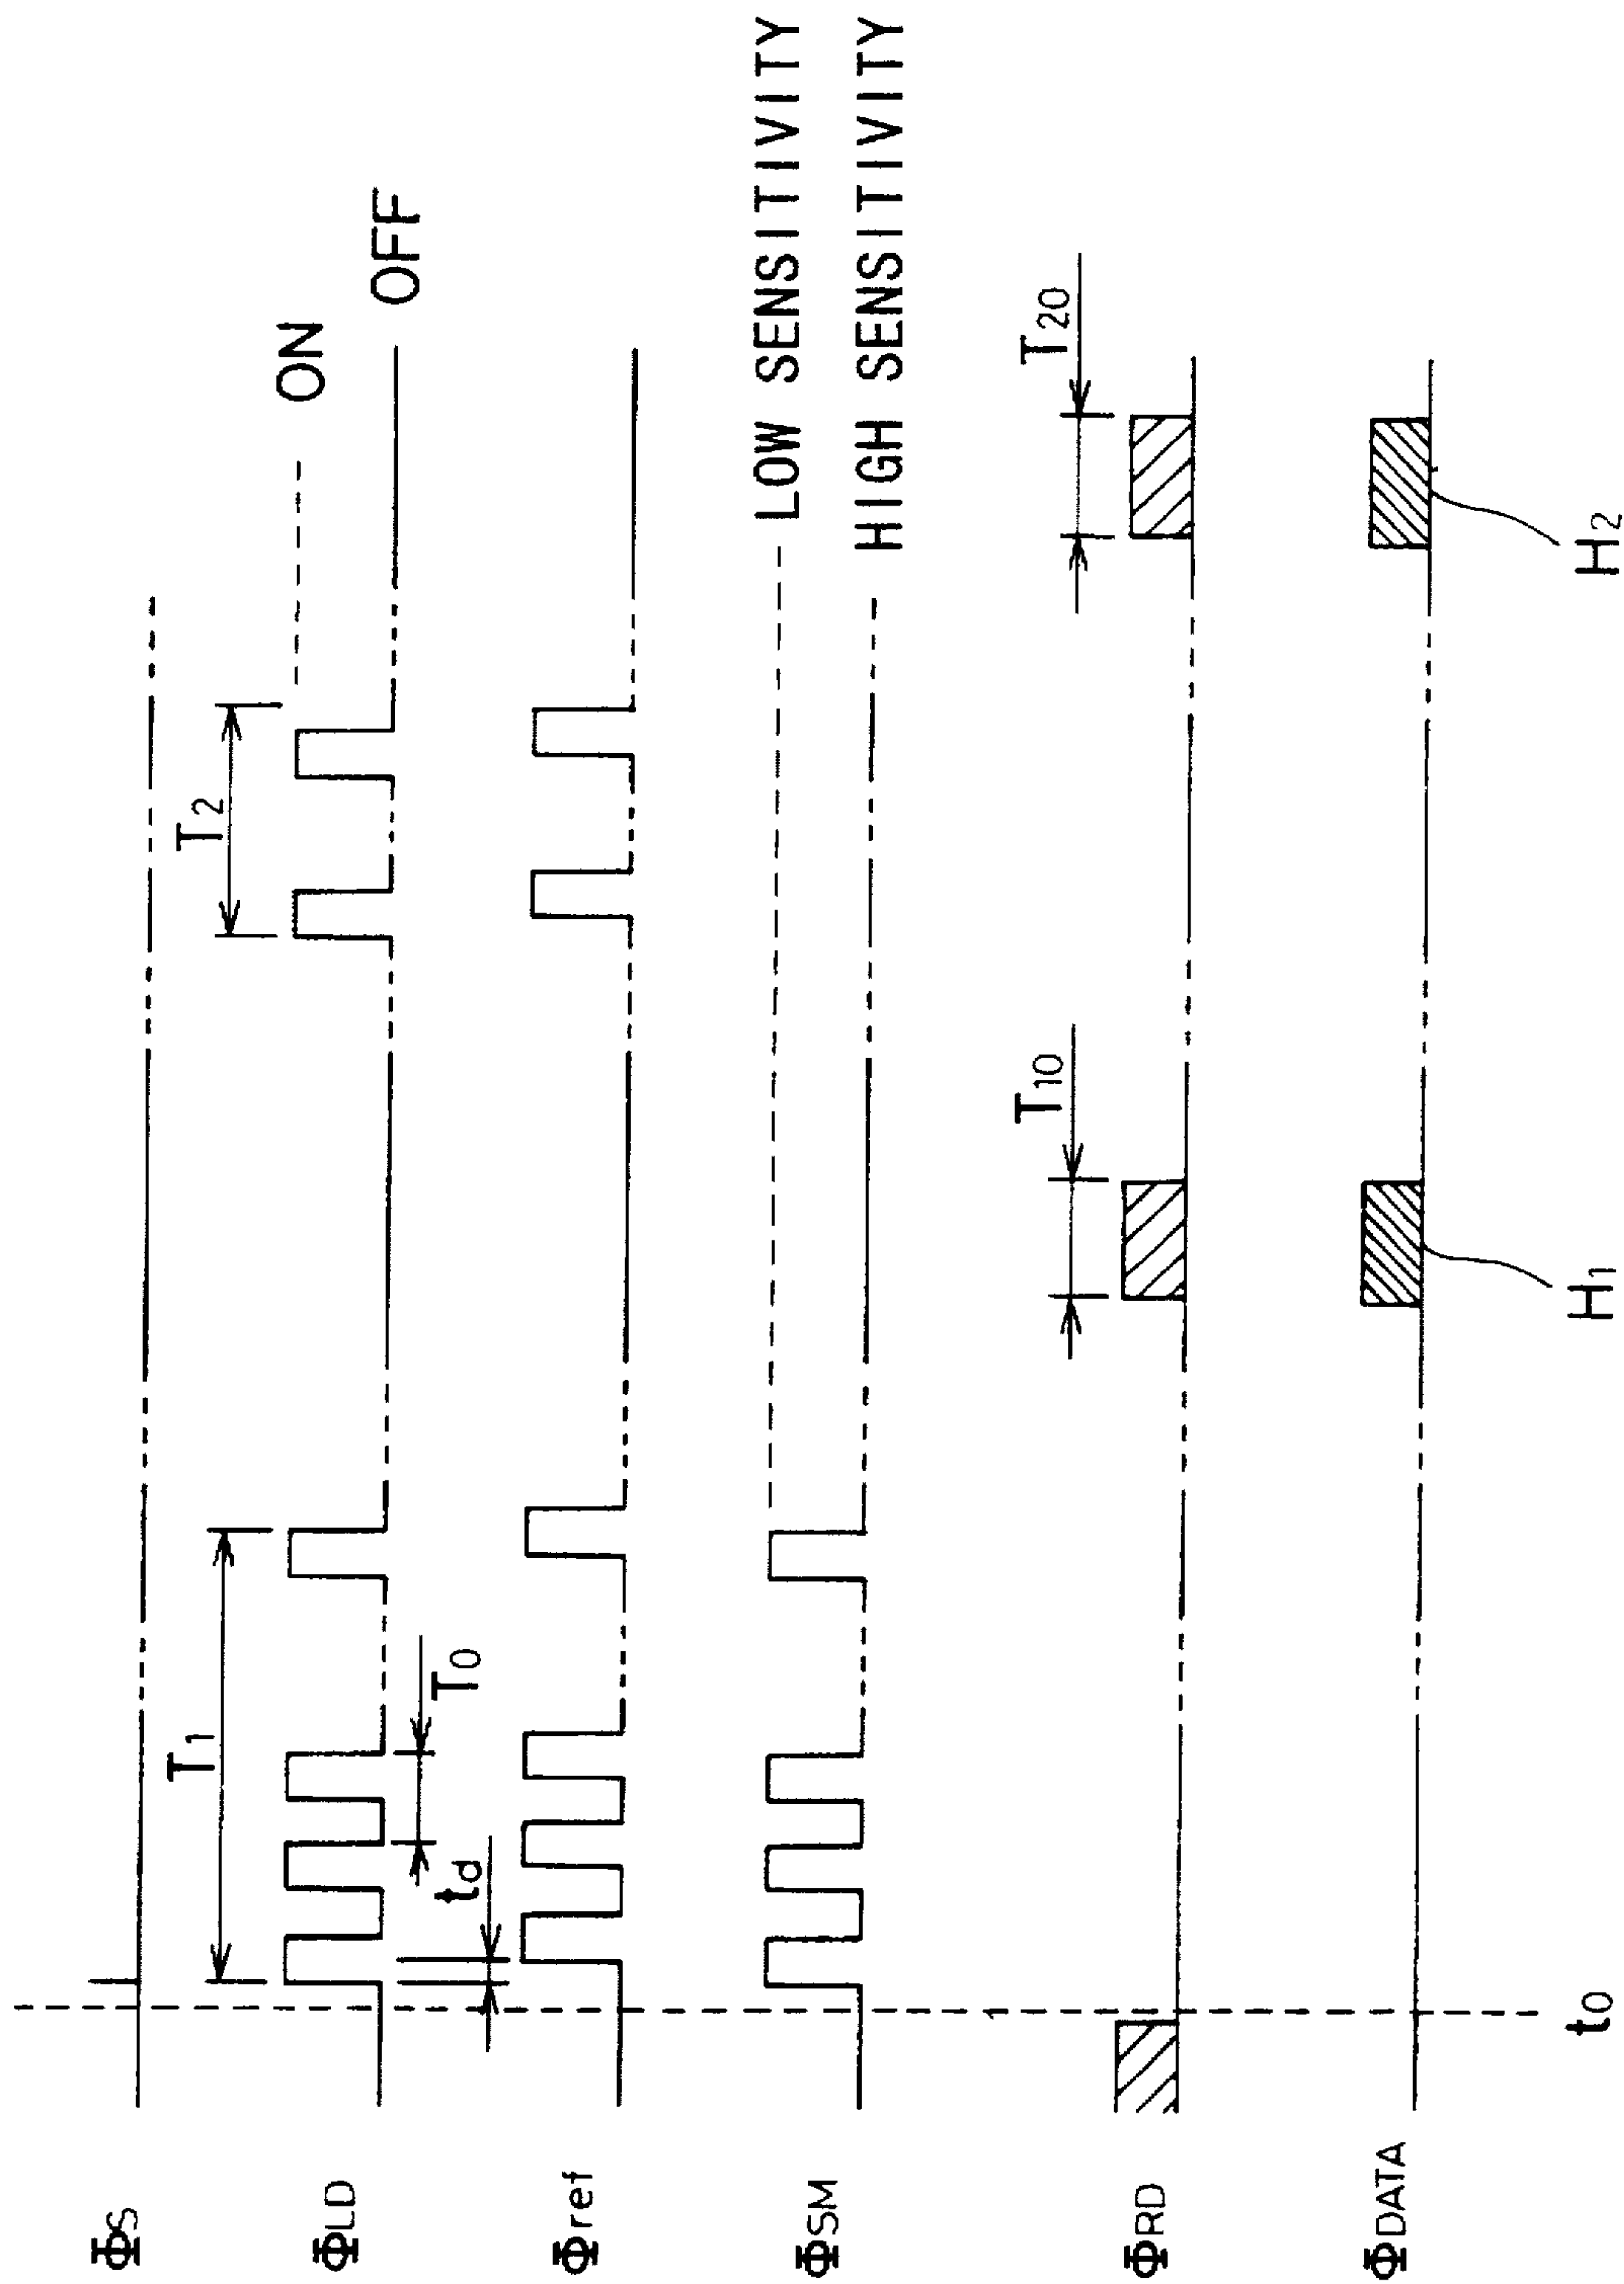 ΦS
T1
T2
ΦLD
ON
OFF
td
T0
Φref
ΦSM
LOW SENSITIVITY
HIGH SENSITIVITY
ΦRD
T10
T20
ΦDATA
t0
H1
H2